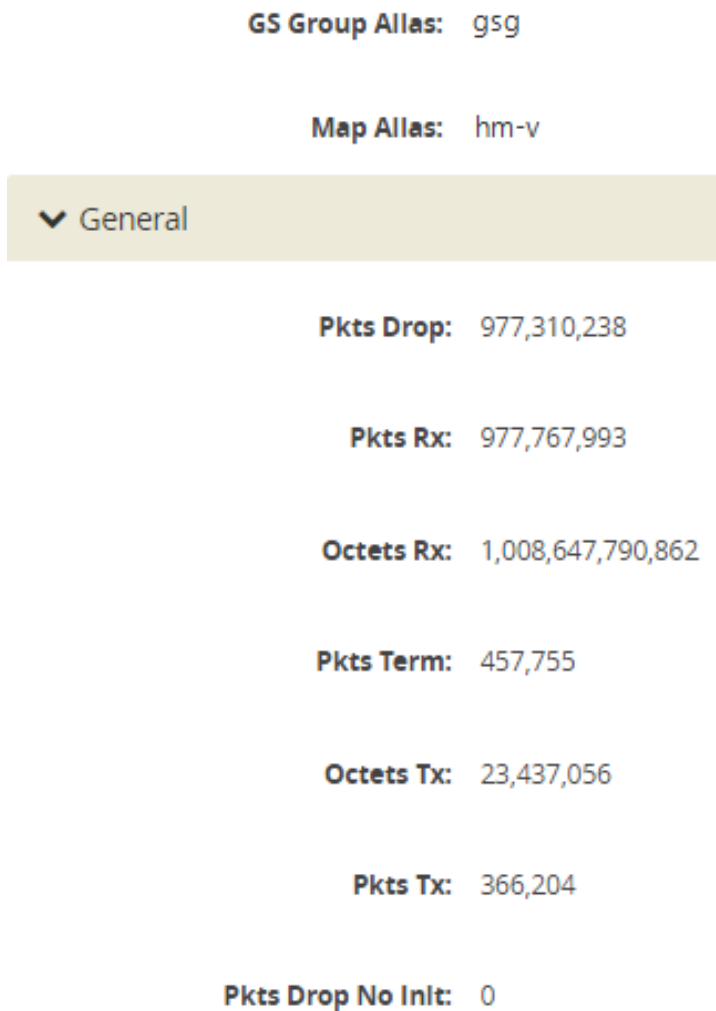 GS Group Alias: gsg
Map Alias: hm-v
General
Pkts Drop: 977,310,238
Pkts Rx: 977,767,993
Octets Rx: 1,008,647,790,862
Pkts Term: 457,755
Octets Tx: 23,437,056
Pkts Tx: 366,204
Pkts Drop No Init: 0